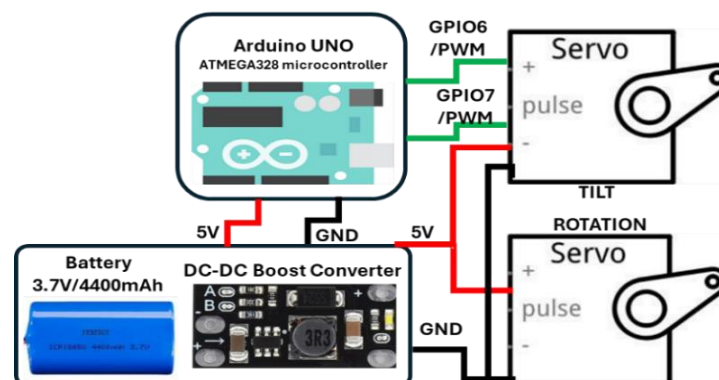 Arduino UNO
ATMEGA328 microcontroller
GPIO6
/PWM
GPIO7
/PWM
Servo
+
pulse
-
TILT
5V
GND
5V
ROTATION
Battery
3.7V/4400mAh
DC-DC Boost Converter
A
B
3R3
GND
Servo
+
pulse
-